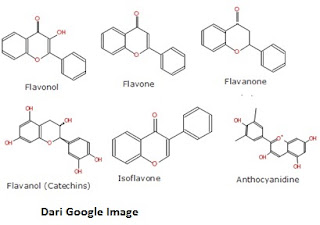 Flavonol
Flavone
Flavanone
Flavanol (Catechins)
Isoflavone
Anthocyanidine
Dari Google Image